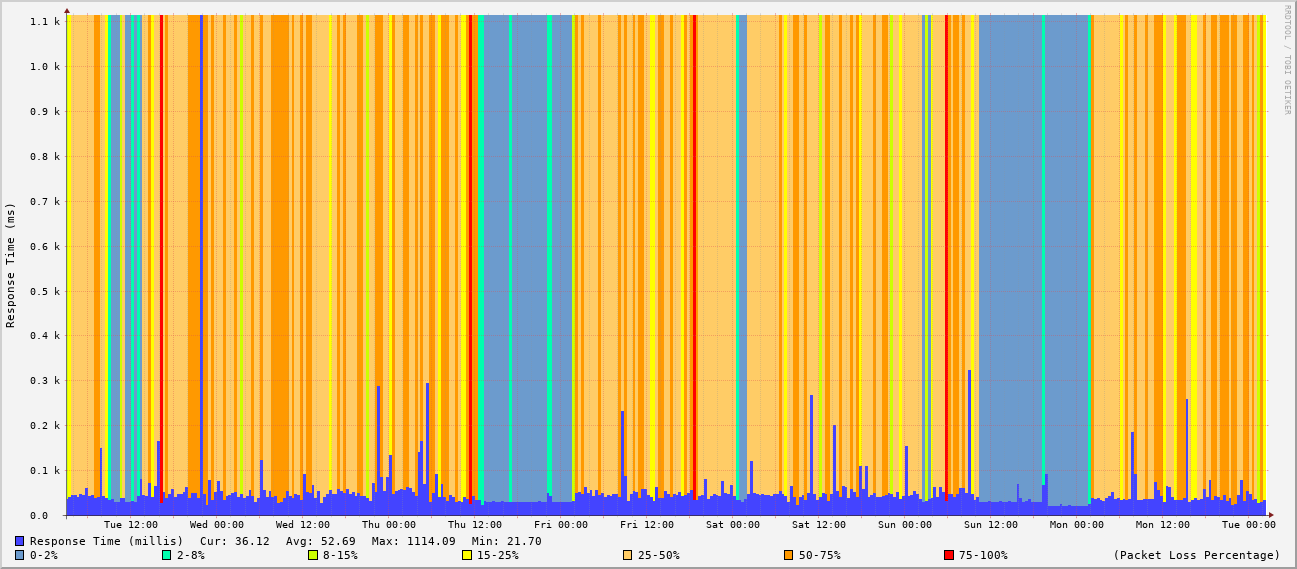 RRDTOOL / TOBI OETIKER
Response Time (ms)
1.1 k
1.0 k
0.9 k
0.8 k
0.7 k
0.6 k
0.5 k
0.4 k
0.3 k
0.2 k
0.1 k
0.0
Tue 12:00 Wed 00:00 Wed 12:00 Thu 00:00 Thu 12:00 Fri 00:00 Fri 12:00 Sat 00:00 Sat 12:00 Sun 00:00 Sun 12:00 Mon 00:00 Mon 12:00 Tue 00:00
Response Time (millis) Cur: 36.12 Avg: 52.69 Max: 1114.09 Min: 21.70
0-2% 2-8% 8-15% 15-25% 25-50% 50-75% 75-100% (Packet Loss Percentage)